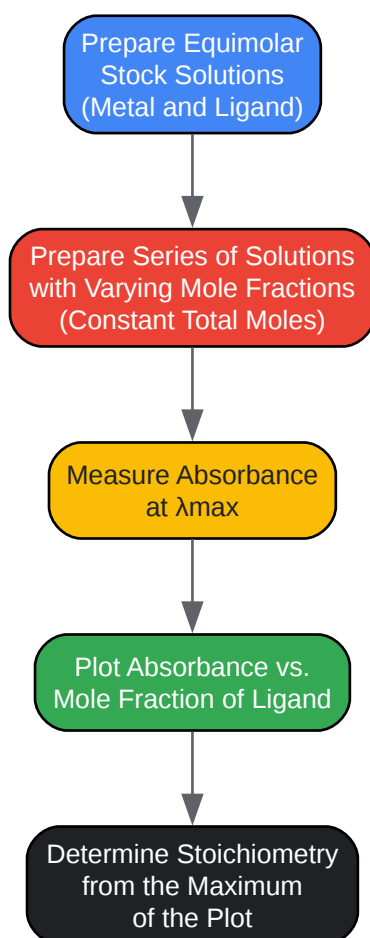 Prepare Equimolar
Stock Solutions
(Metal and Ligand)
Prepare Series of Solutions
with Varying Mole Fractions
(Constant Total Moles)
Measure Absorbance
at λmax
Plot Absorbance vs.
Mole Fraction of Ligand
Determine Stoichiometry
from the Maximum
of the Plot